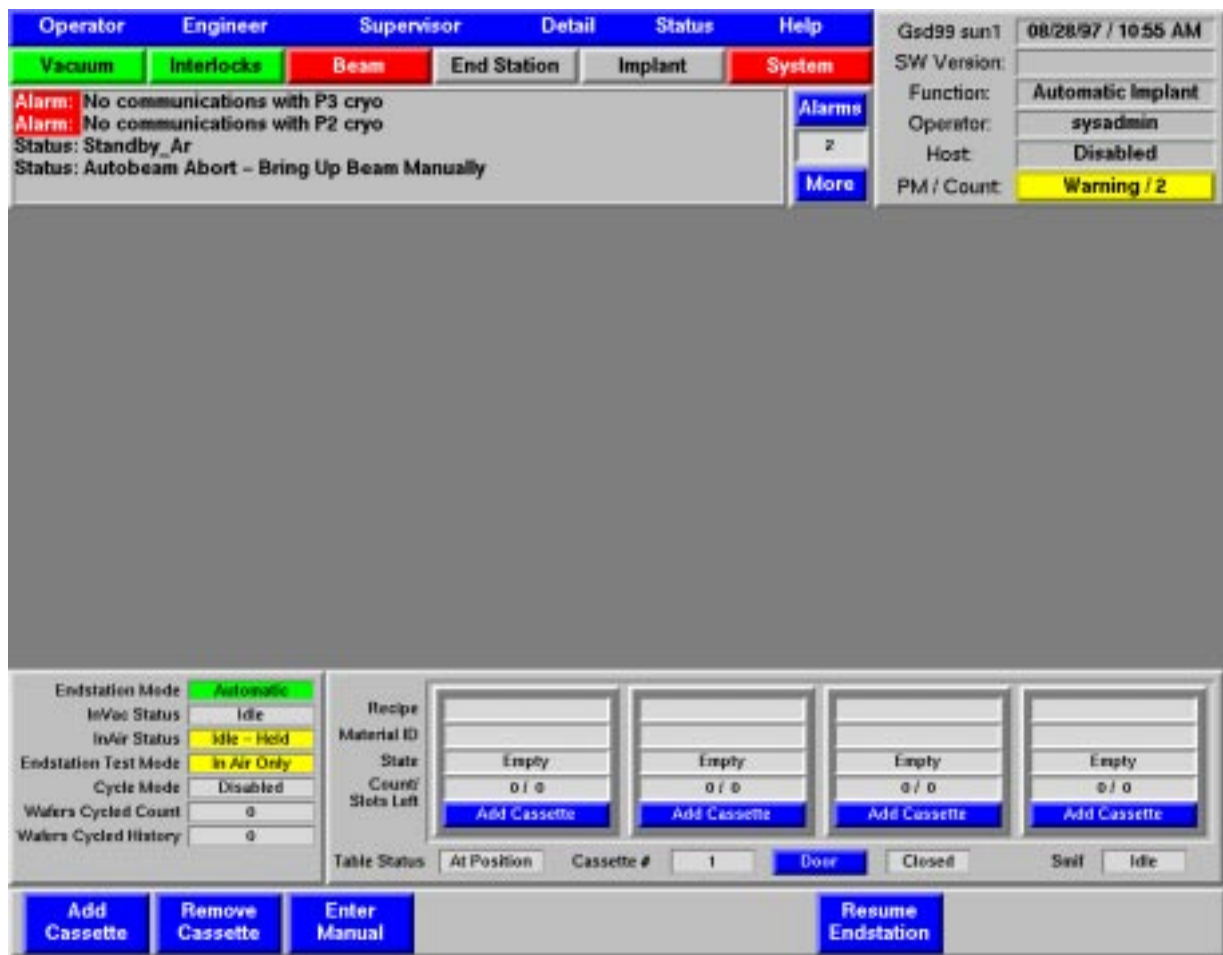 Operator Engineer Supervisor Detail Status Help
Vacuum Interlocks Beam End Station Implant System
Alarm: No communications with P3 cryo
Alarm: No communications with P2 cryo
Status: Standby_Ar
Status: Autobeam Abort – Bring Up Beam Manually
Alarms
2
More
Gsd99 sun1 08/28/97 / 10:55 AM
SW Version:
Function: Automatic Implant
Operator: sysadmin
Host: Disabled
PM / Count: Warning / 2
Endstation Mode Automatic
InVac Status Idle
InAir Status Idle – Held
Endstation Test Mode In Air Only
Cycle Mode Disabled
Wafers Cycled Count 0
Wafers Cycled History 0
Recipe
Material ID
State Empty Empty Empty Empty
Count/
Slots Left 0 / 0 0 / 0 0 / 0 0 / 0
Add Cassette Add Cassette Add Cassette Add Cassette
Table Status At Position Cassette # 1 Door Closed Smif Idle
Add
Cassette
Remove
Cassette
Enter
Manual
Resume
Endstation